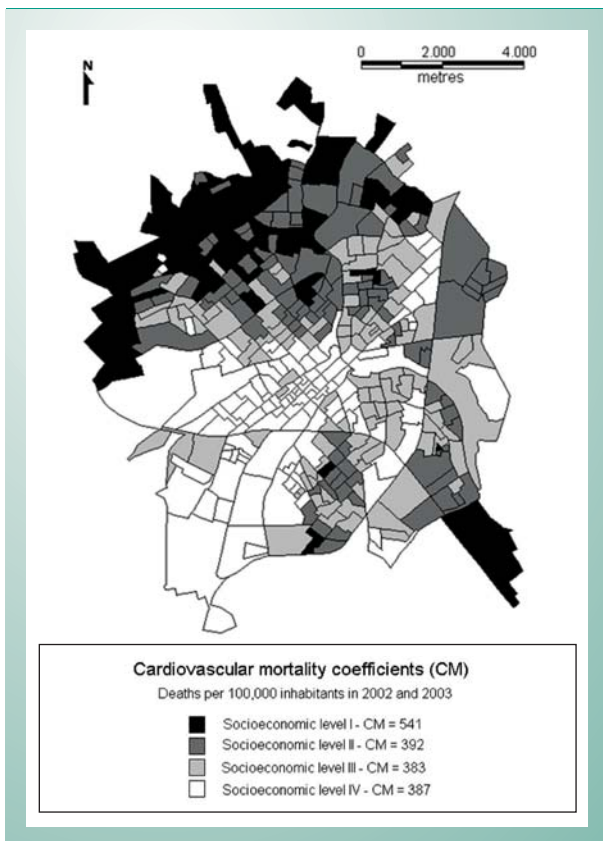 0 2.000 4.000
metres
N
Cardiovascular mortality coefficients (CM)
Deaths per 100,000 inhabitants in 2002 and 2003
Socioeconomic level I - CM = 541
Socioeconomic level II - CM = 392
Socioeconomic level III - CM = 383
Socioeconomic level IV - CM = 387